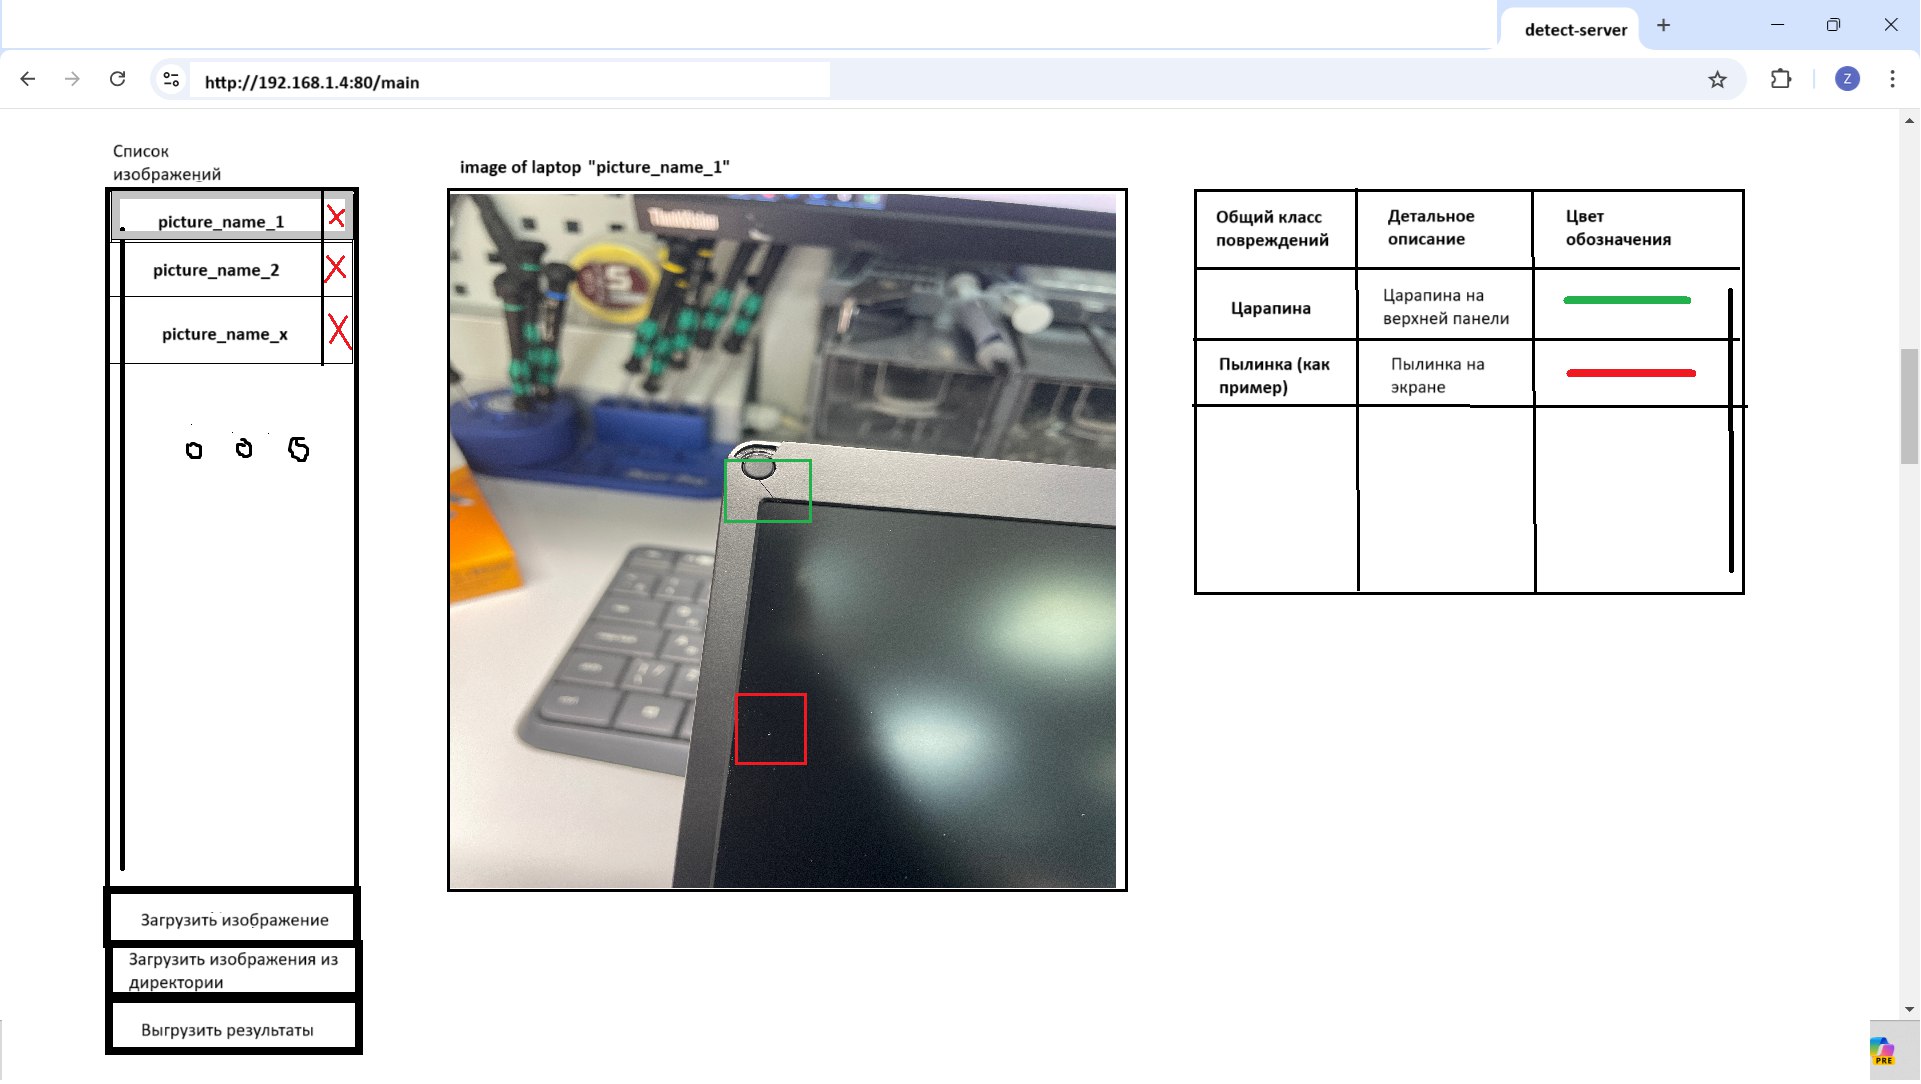 detect-server
http://192.168.1.4:80/main
Z
Список
изображений
picture_name_1
picture_name_2
picture_name_x
Загрузить изображение
Загрузить изображения из
директории
Выгрузить результаты
image of laptop "picture_name_1"
ThinkVision
Общий класс
повреждений
Детальное
описание
Цвет
обозначения
Царапина
Царапина на
верхней панели
Пылинка (как
пример)
Пылинка на
экране
PRE